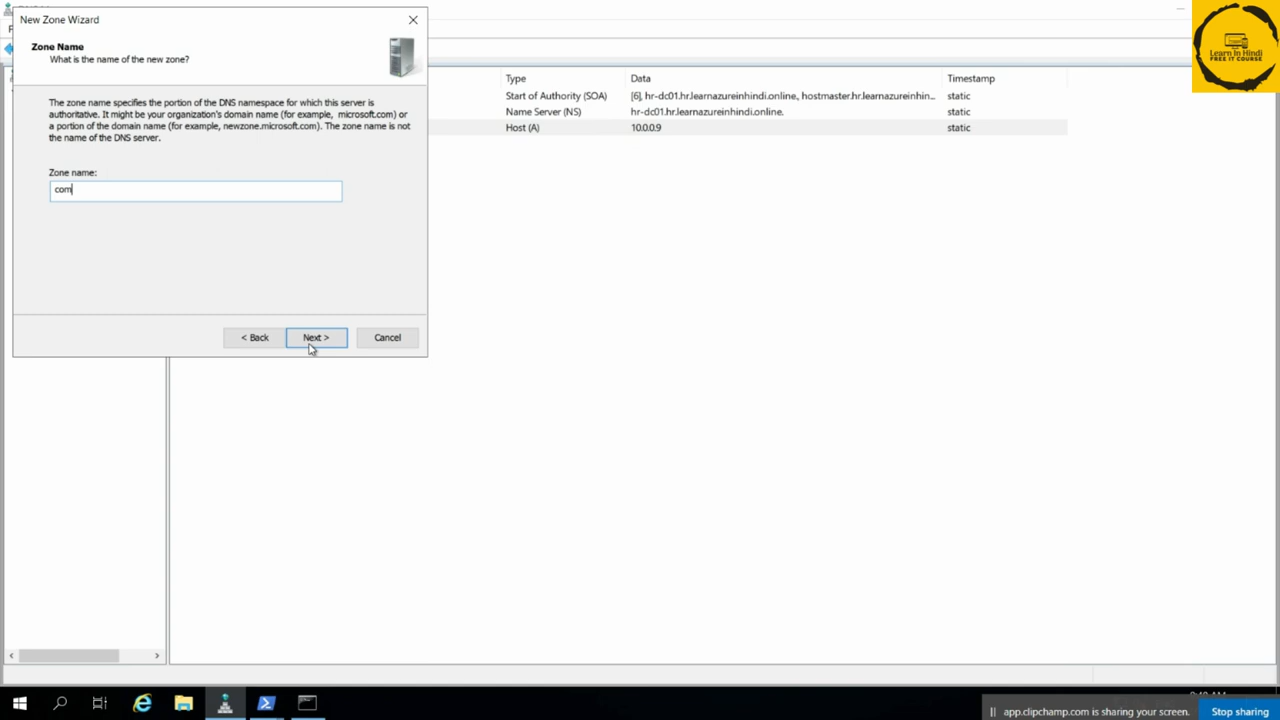 New Zone Wizard
Zone Name
What is the name of the new zone?
The zone name specifies the portion of the DNS namespace for which this server is
authoritative. It might be your organization's domain name (for example, microsoft.com) or
a portion of the domain name (for example, newzone.microsoft.com). The zone name is not
the name of the DNS server.
Zone name:
com
< Back Next > Cancel
Type Data Timestamp
Start of Authority (SOA) [6], hr-dc01.hr.learnazureinhindi.online., hostmaster.hr.learnazureinhin... static
Name Server (NS) hr-dc01.hr.learnazureinhindi.online. static
Host (A) 10.0.0.9 static
Learn In Hindi
FREE IT COURSE
app.clipchamp.com is sharing your screen. Stop sharing